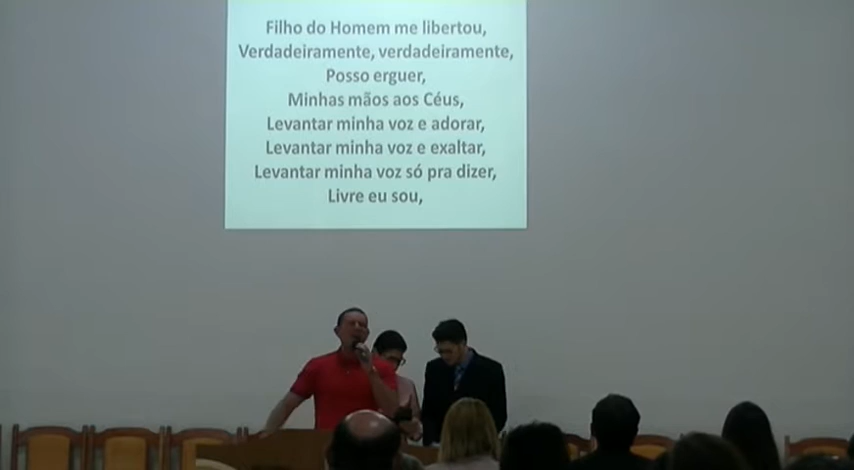 Filho do Homem me libertou,
Verdadeiramente, verdadeiramente,
Posso erguer,
Minhas mãos aos Céus,
Levantar minha voz e adorar,
Levantar minha voz e exaltar,
Levantar minha voz só pra dizer,
Livre eu sou,